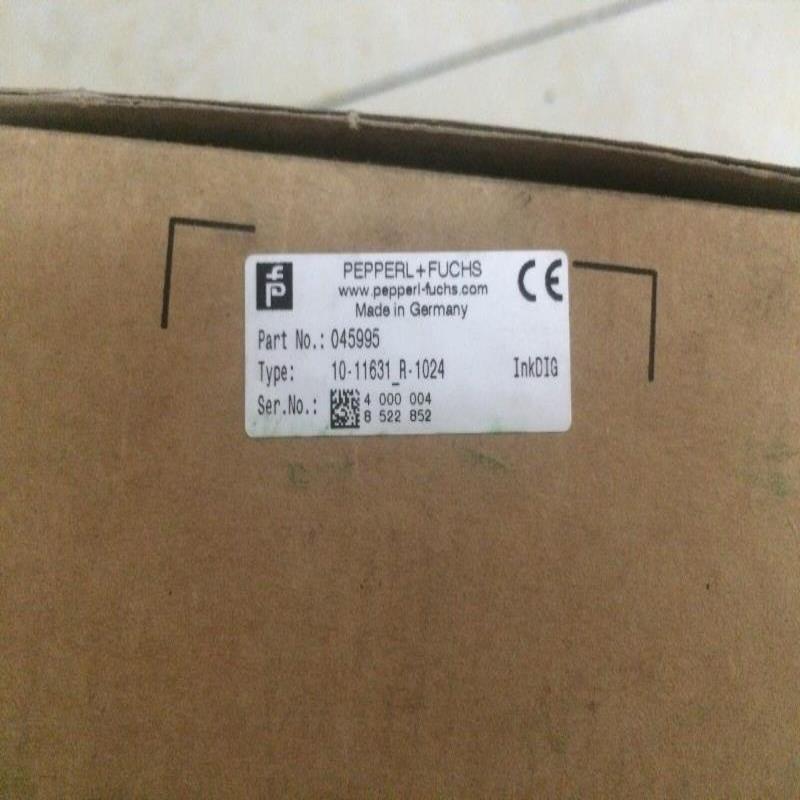 PEPPERL+FUCHS
www.pepperl-fuchs.com
Made in Germany
CE
Part No.: 045995
Type: 10-11631_R-1024 InkDIG
Ser.No.: 4 000 004
8 522 852